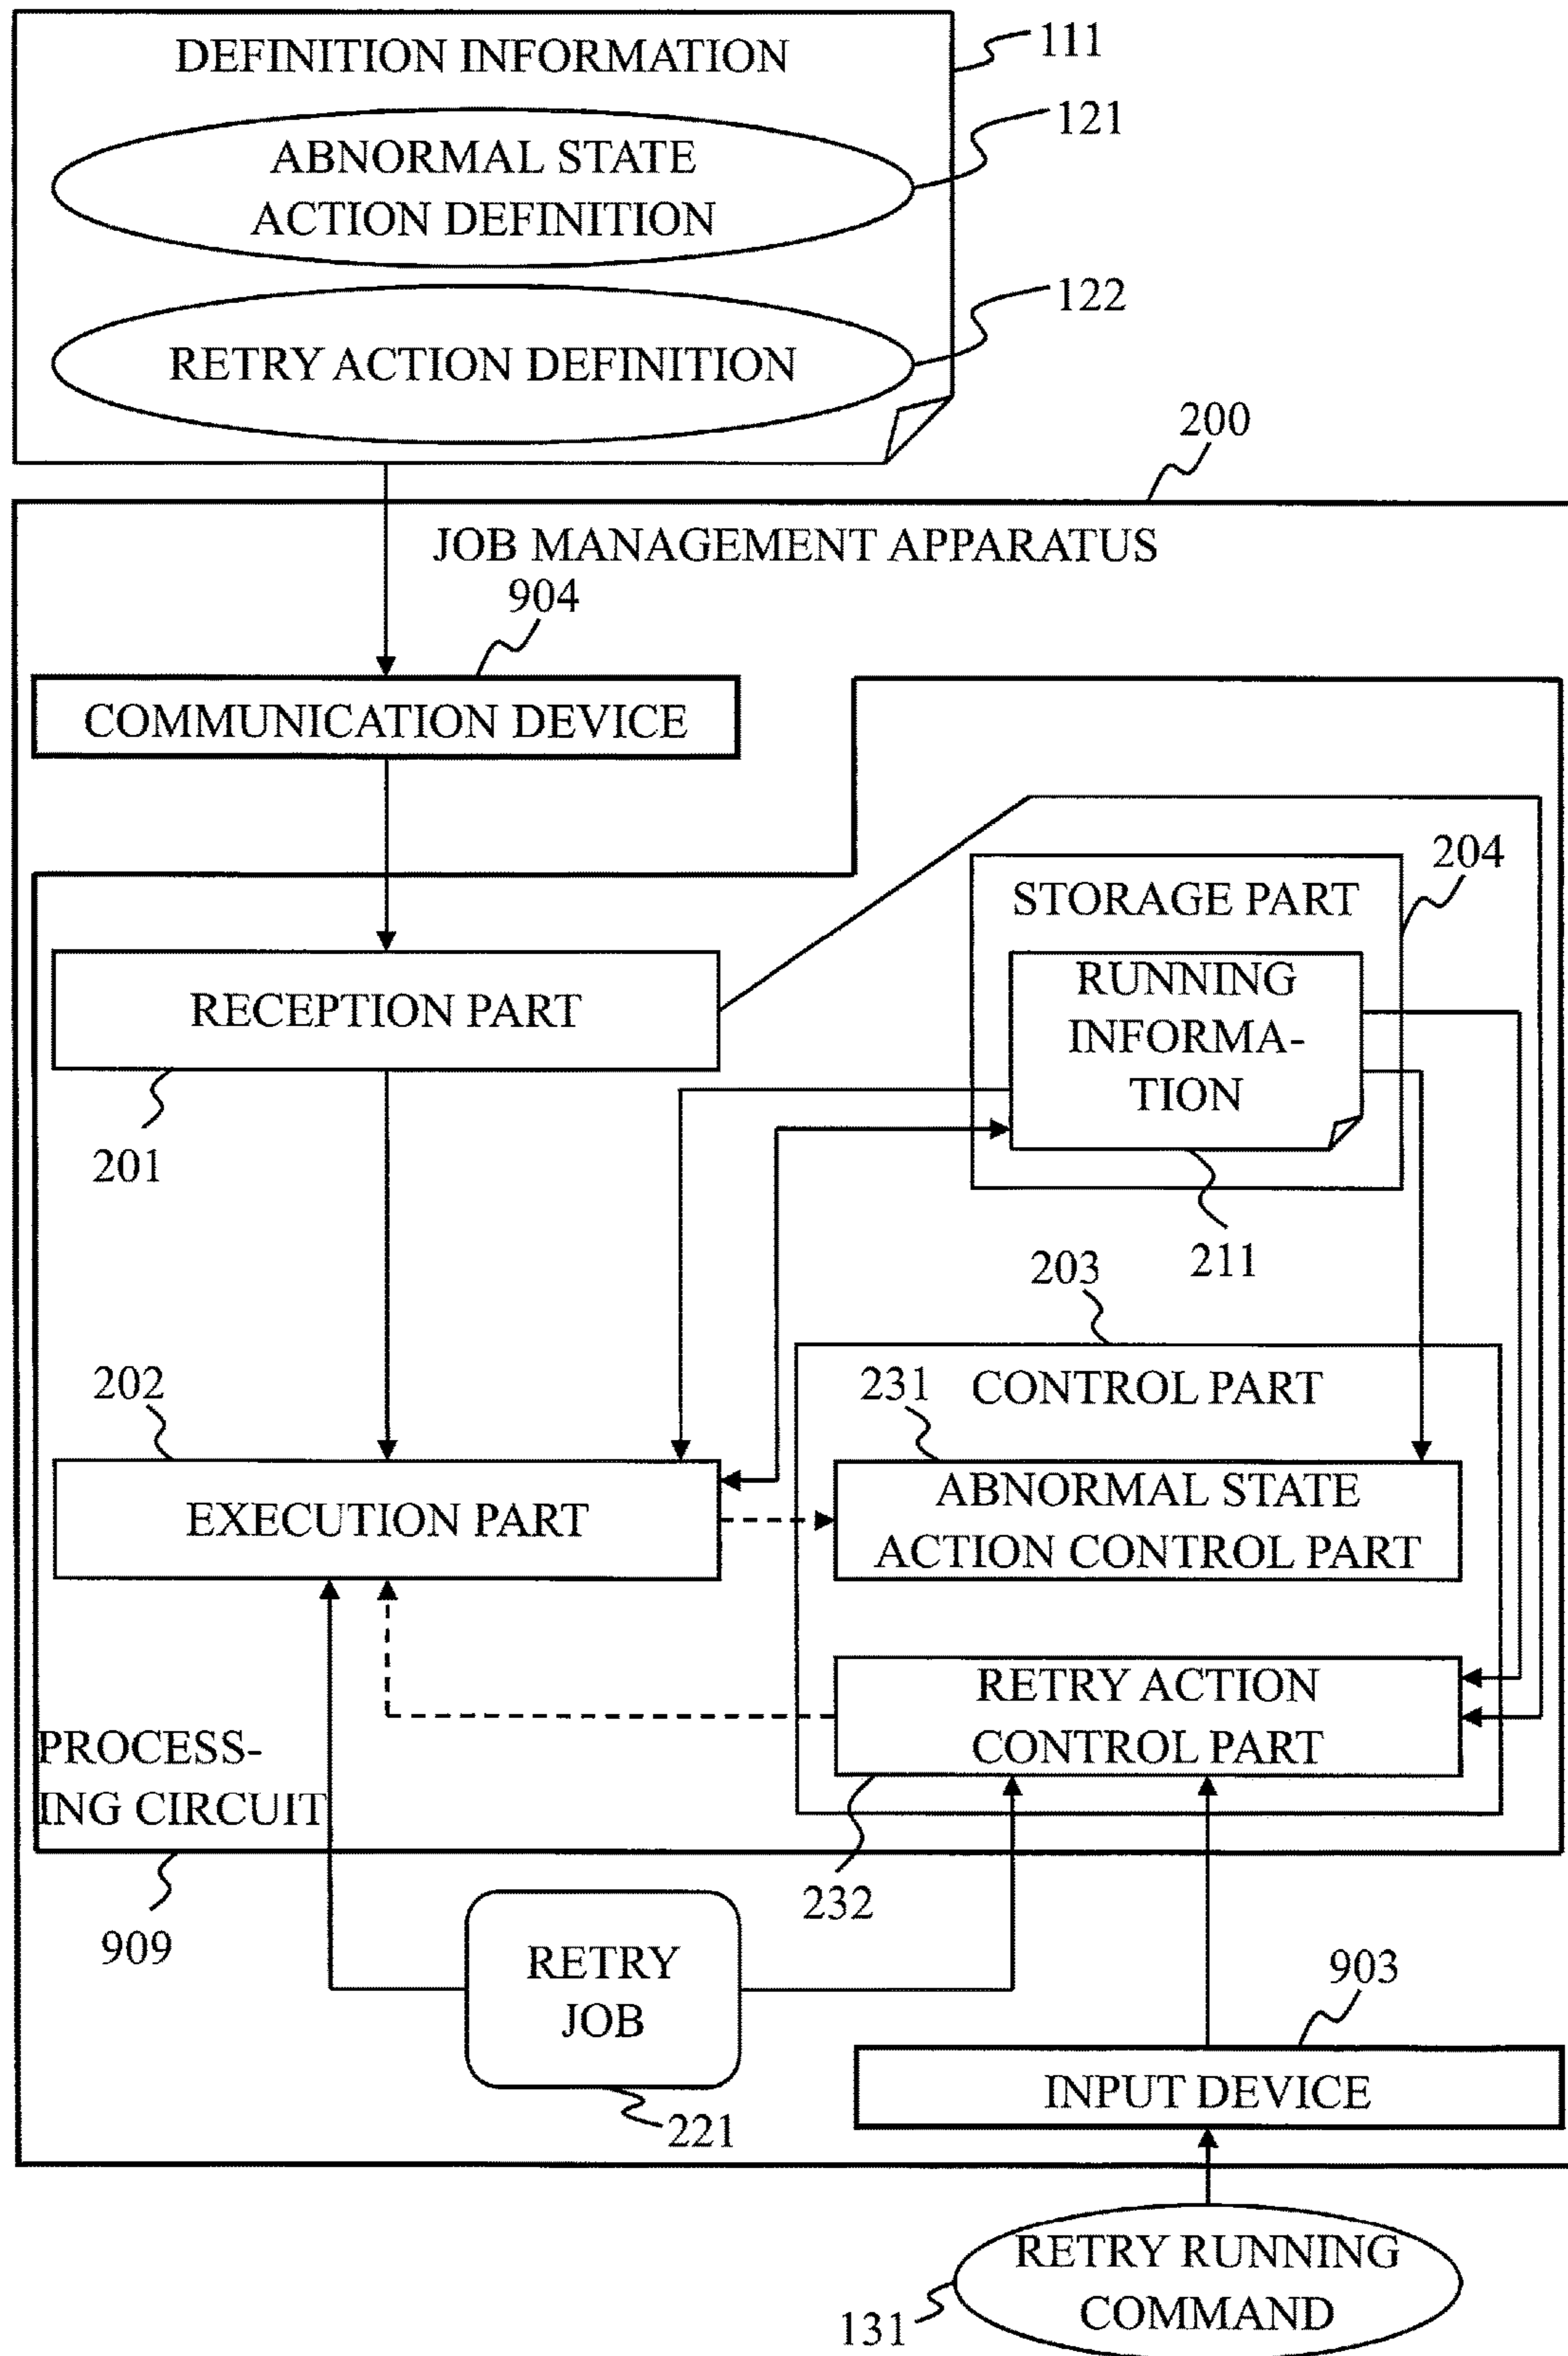 DEFINITION INFORMATION
111
121
ABNORMAL STATE
ACTION DEFINITION
122
RETRY ACTION DEFINITION
200
JOB MANAGEMENT APPARATUS
904
COMMUNICATION DEVICE
204
STORAGE PART
RUNNING
INFORMA-
TION
RECEPTION PART
201
211
203
202
231
CONTROL PART
EXECUTION PART
ABNORMAL STATE
ACTION CONTROL PART
RETRY ACTION
CONTROL PART
PROCESS-
ING CIRCUIT
232
909
RETRY
JOB
903
INPUT DEVICE
221
RETRY RUNNING
COMMAND
131